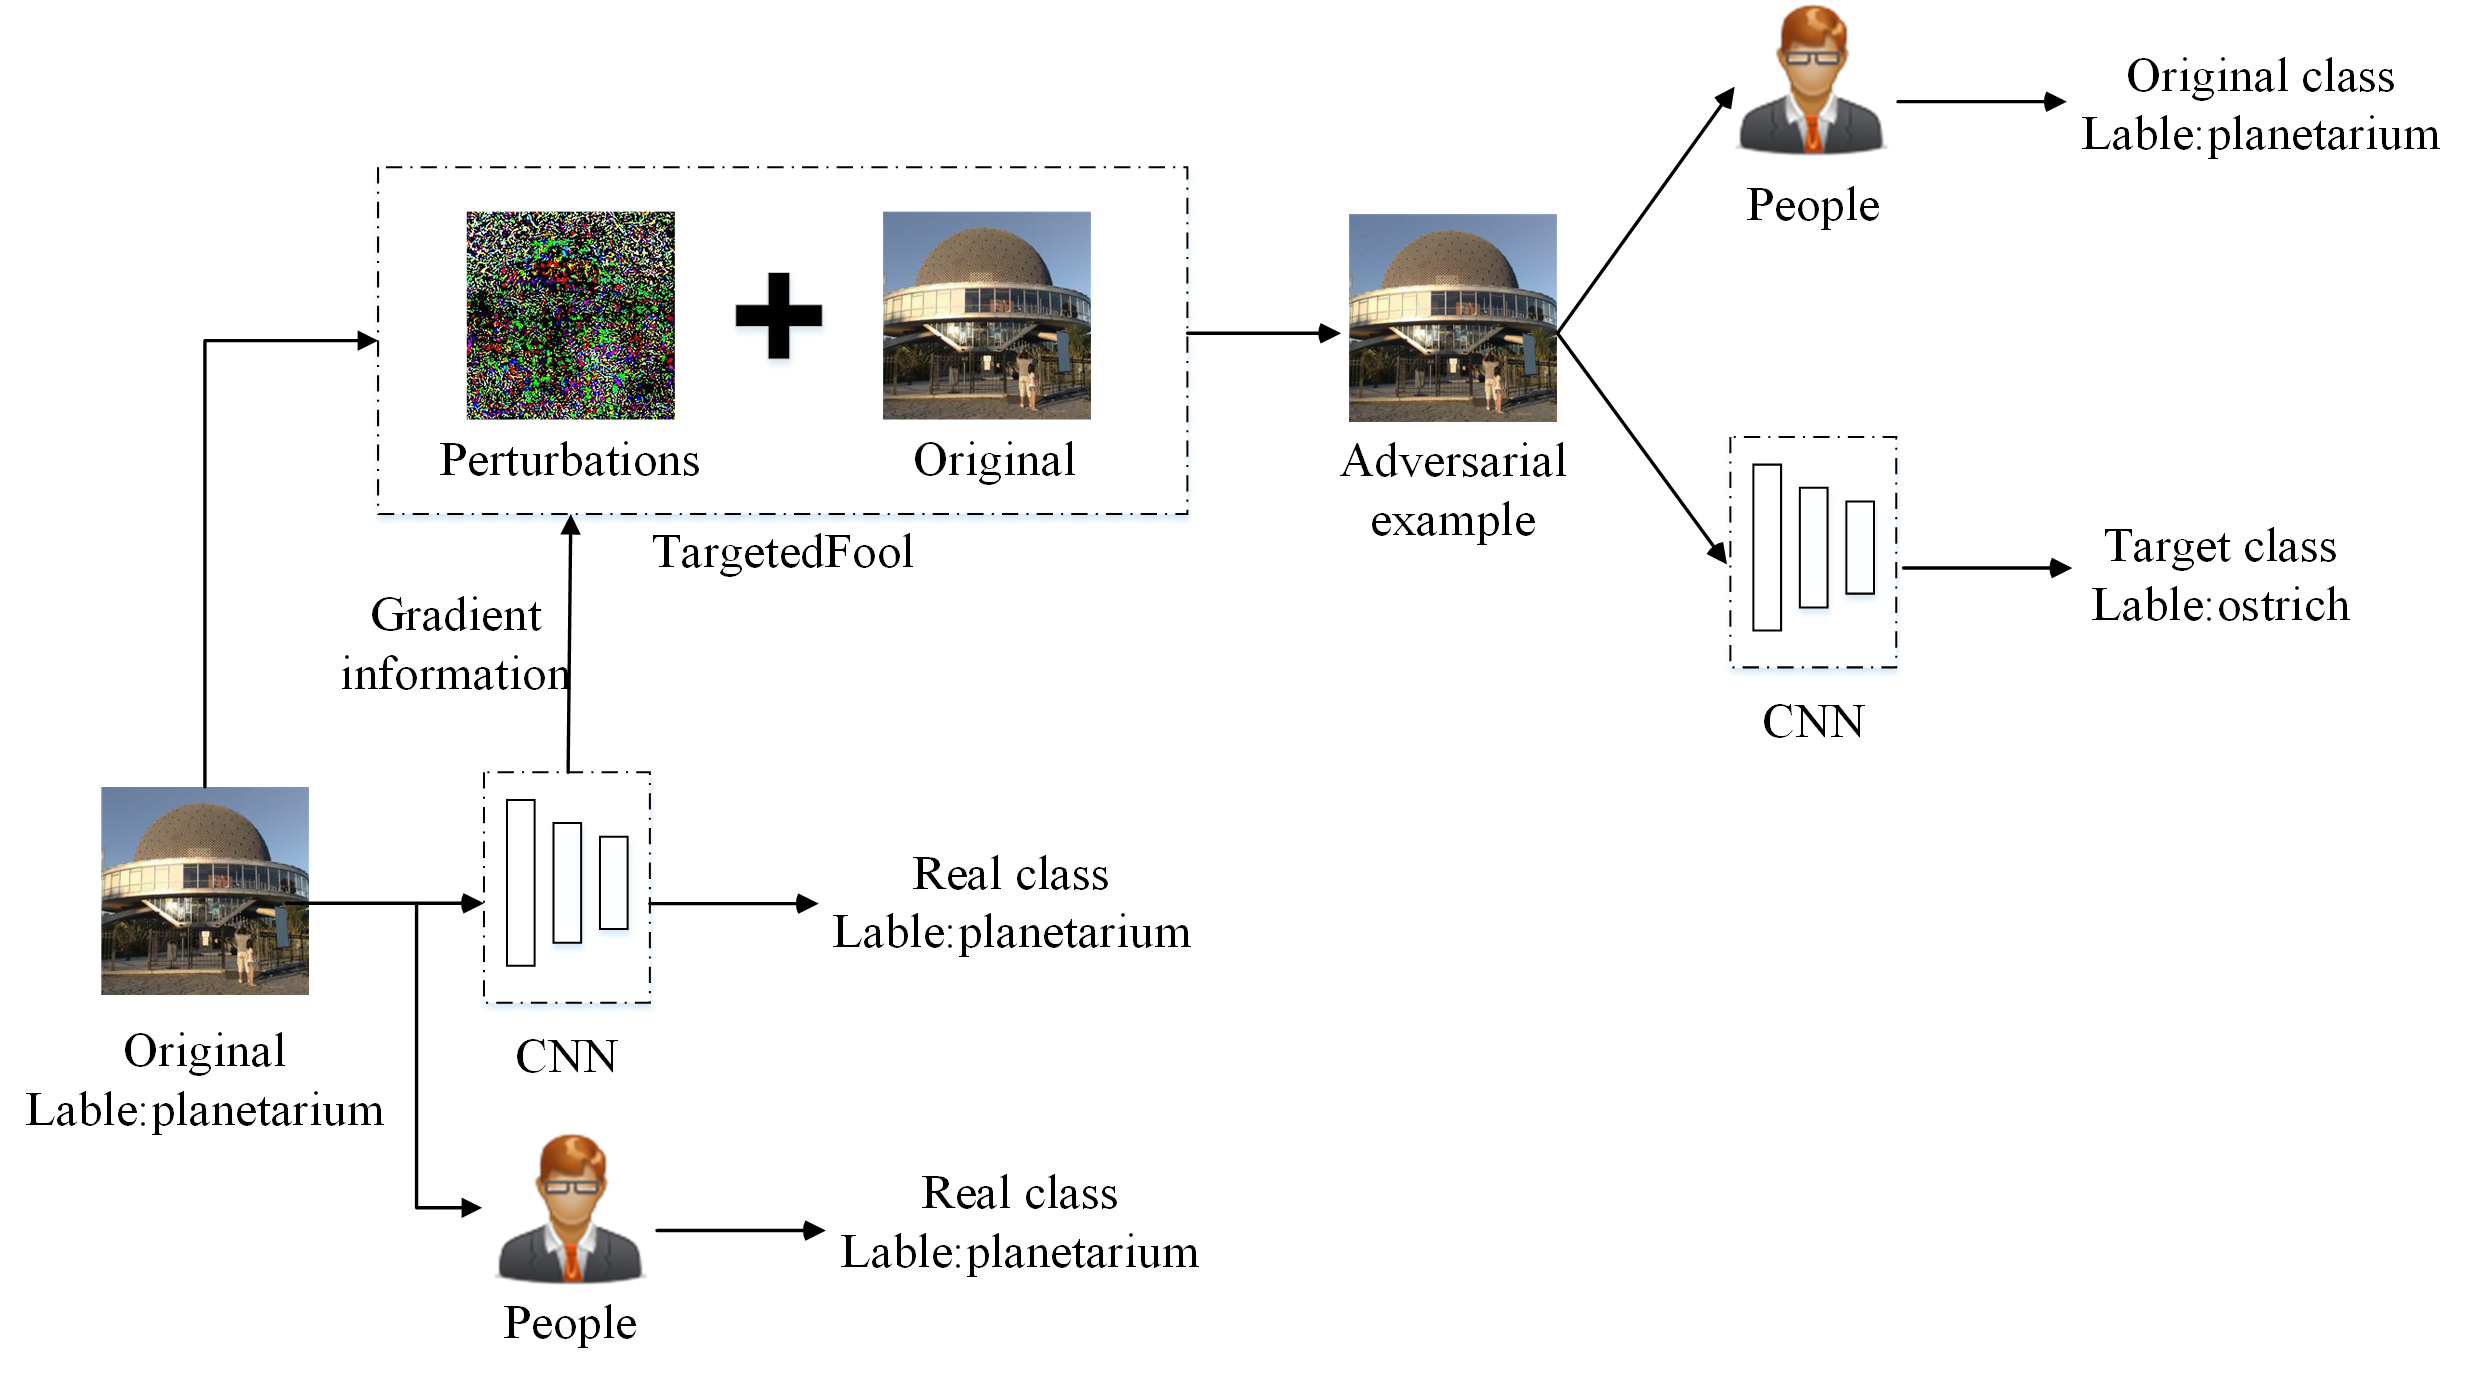 Original class
Lable:planetarium
People
Perturbations
Original
TargetedFool
Adversarial
example
Target class
Lable:ostrich
CNN
Gradient
information
Original
Lable:planetarium
CNN
Real class
Lable:planetarium
People
Real class
Lable:planetarium